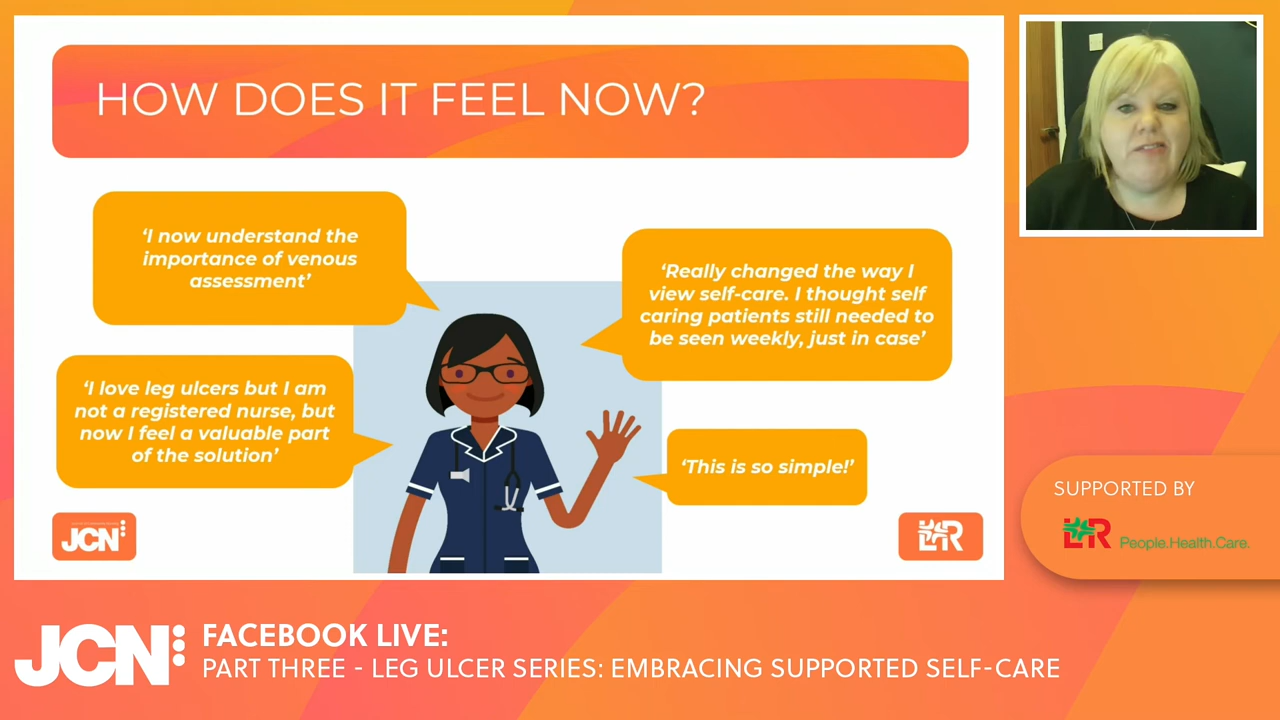 HOW DOES IT FEEL NOW?
‘I now understand the
importance of venous
assessment’
‘Really changed the way I
view self-care. I thought self
caring patients still needed to
be seen weekly, just in case’
‘I love leg ulcers but I am
not a registered nurse, but
now I feel a valuable part
of the solution’
‘This is so simple!’
JCN
L&R
SUPPORTED BY
L&R People.Health.Care.
JCN
FACEBOOK LIVE:
PART THREE - LEG ULCER SERIES: EMBRACING SUPPORTED SELF-CARE